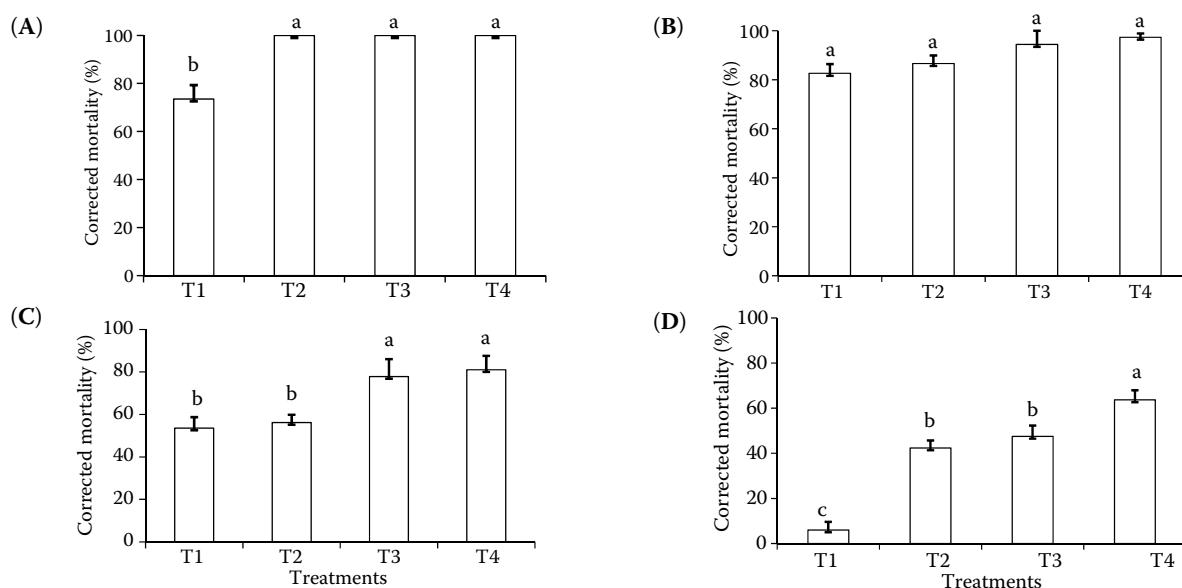 (A)
Corrected mortality (%)
100
80
60
40
20
0
b
a
a
a
T1 T2 T3 T4
(B)
Corrected mortality (%)
100
80
60
40
20
0
a
a
a
a
T1 T2 T3 T4
(C)
Corrected mortality (%)
100
80
60
40
20
0
b
b
a
a
T1 T2 T3 T4
Treatments
(D)
Corrected mortality (%)
100
80
60
40
20
0
c
b
b
a
T1 T2 T3 T4
Treatments